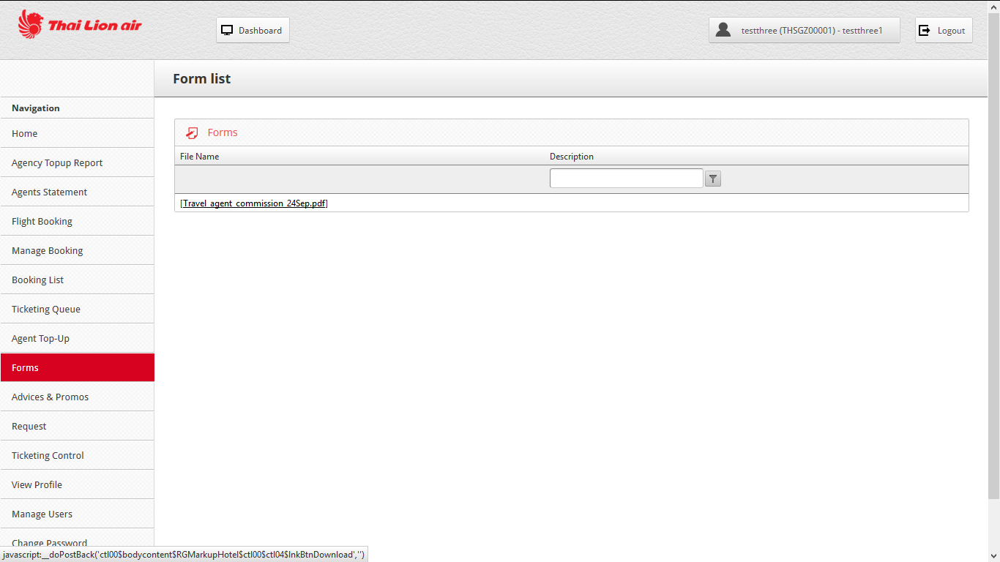 Thai Lion air
Dashboard
testthree (THSGZ00001) - testthree1
Logout
Form list
Navigation
Home
Agency Topup Report
Agents Statement
Flight Booking
Manage Booking
Booking List
Ticketing Queue
Agent Top-Up
Forms
Advices & Promos
Request
Ticketing Control
View Profile
Manage Users
Change Password
Forms
File Name Description
[Travel_agent_commission_24Sep.pdf]
javascript:__doPostBack('ctl00$bodycontent$RGMarkupHotel$ctl00$ctl04$lnkBtnDownload','')